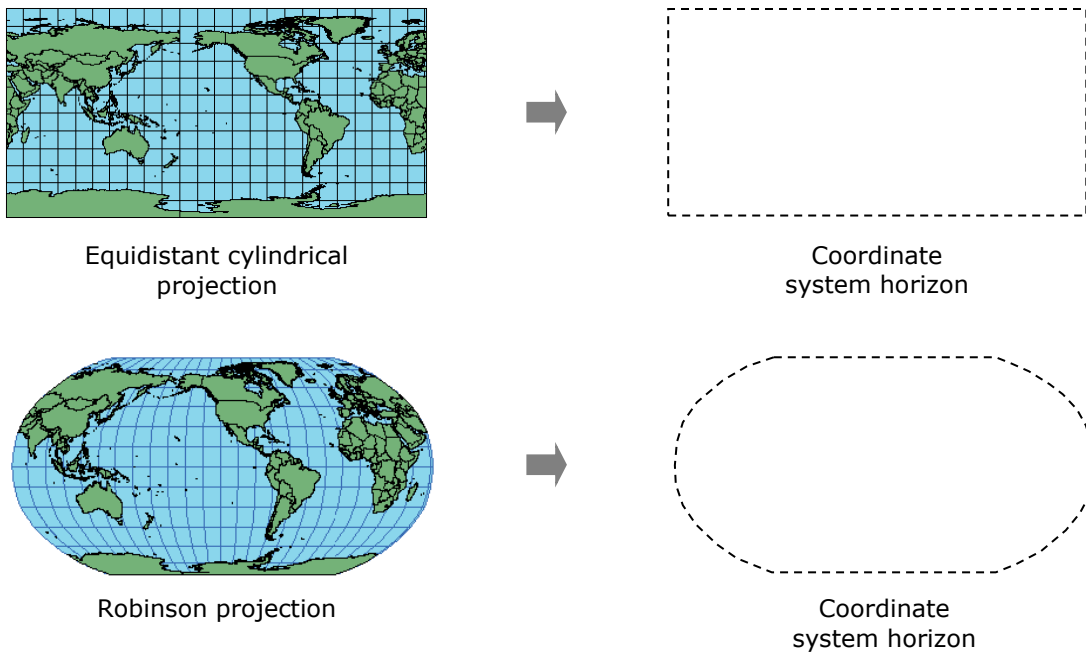 Equidistant cylindrical
projection
Coordinate
system horizon
Robinson projection
Coordinate
system horizon